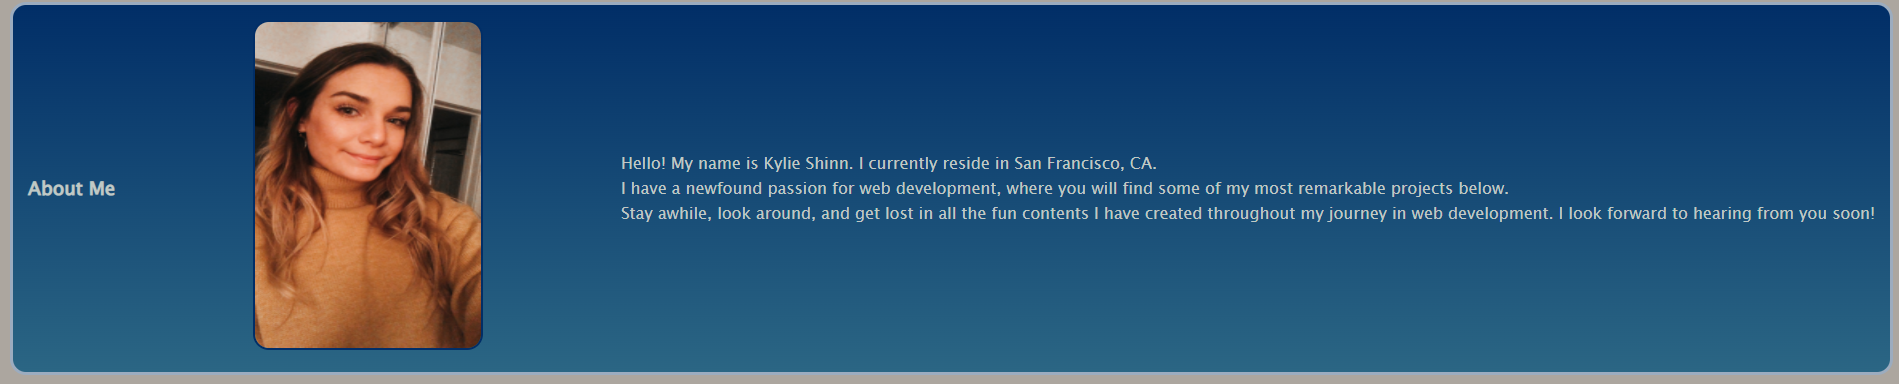 About Me
Hello! My name is Kylie Shinn. I currently reside in San Francisco, CA.
I have a newfound passion for web development, where you will find some of my most remarkable projects below.
Stay awhile, look around, and get lost in all the fun contents I have created throughout my journey in web development. I look forward to hearing from you soon!